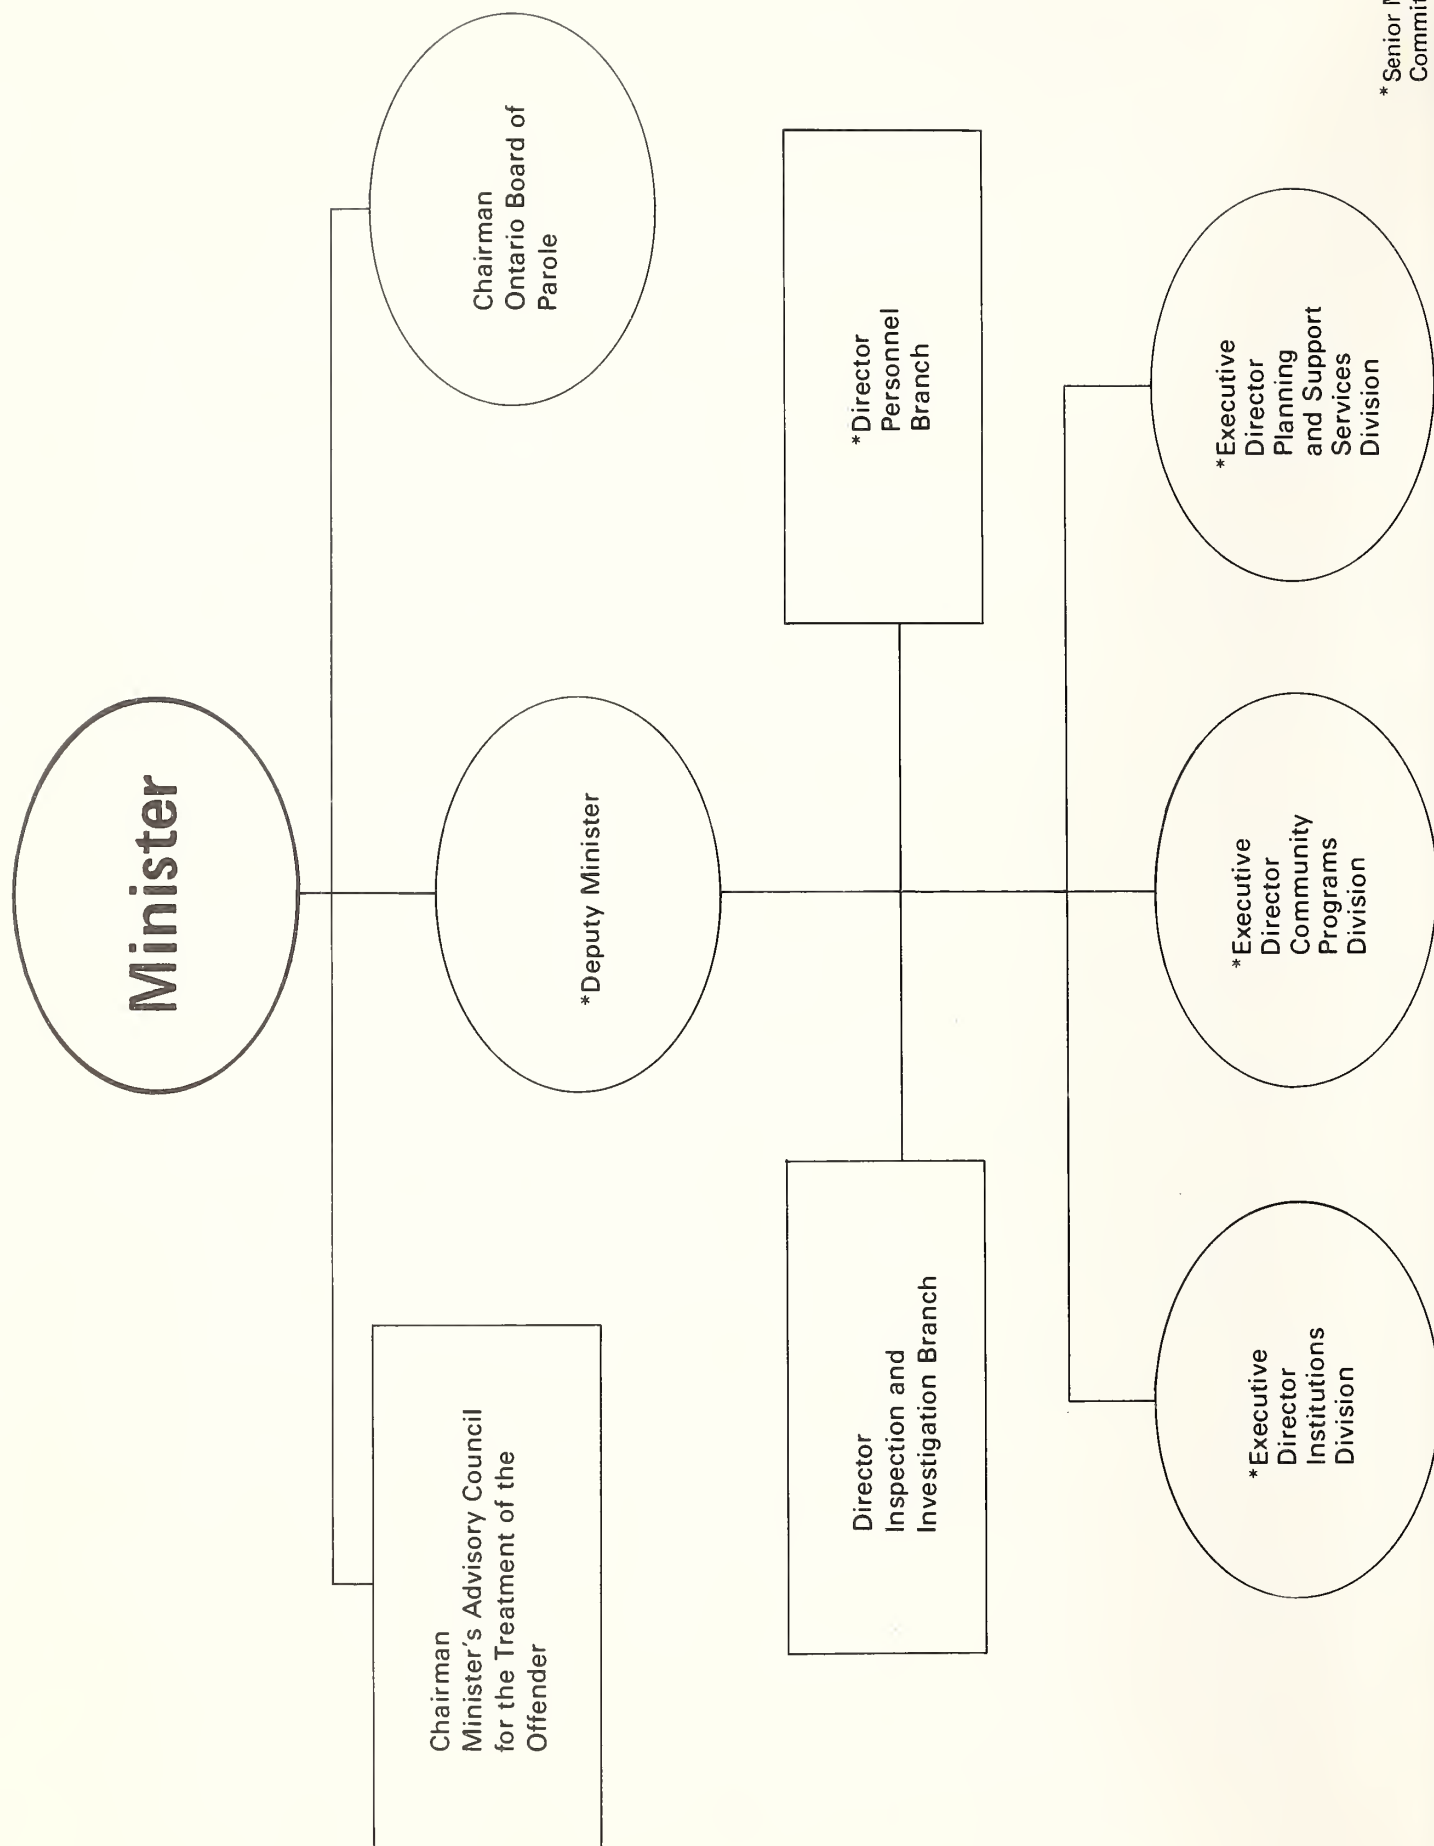 Minister
Chairman
Minister's Advisory Council
for the Treatment of the
Offender
*Deputy Minister
Chairman
Ontario Board of
Parole
Director
Inspection and
Investigation Branch
*Director
Personnel
Branch
*Executive
Director
Institutions
Division
*Executive
Director
Community
Programs
Division
*Executive
Director
Planning
and Support
Services
Division
*Senior